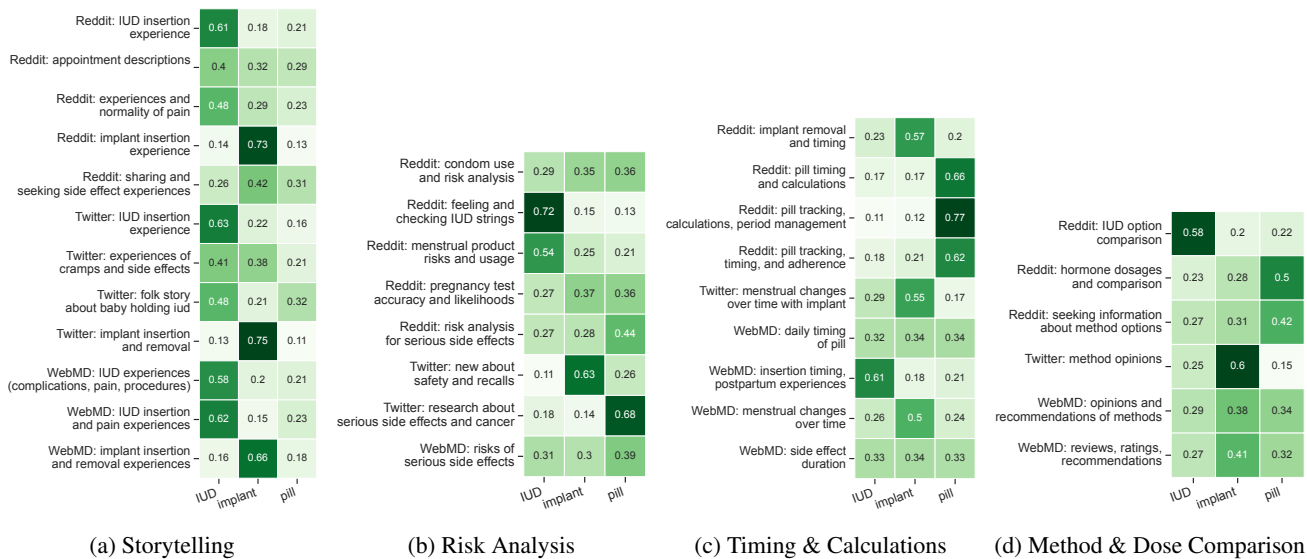 Reddit: IUD insertion
experience
0.61 0.18 0.21
Reddit: appointment descriptions
0.4 0.32 0.29
Reddit: experiences and
normality of pain
0.48 0.29 0.23
Reddit: implant insertion
experience
0.14 0.73 0.13
Reddit: sharing and
seeking side effect experiences
0.26 0.42 0.31
Twitter: IUD insertion
experience
0.63 0.22 0.16
Twitter: experiences of
cramps and side effects
0.41 0.38 0.21
Twitter: folk story
about baby holding iud
0.48 0.21 0.32
Twitter: implant insertion
and removal
0.13 0.75 0.11
WebMD: IUD experiences
(complications, pain, procedures)
0.58 0.2 0.21
WebMD: IUD insertion
and pain experiences
0.62 0.15 0.23
WebMD: implant insertion
and removal experiences
0.16 0.66 0.18
IUD implant pill
(a) Storytelling
Reddit: condom use
and risk analysis
0.29 0.35 0.36
Reddit: feeling and
checking IUD strings
0.72 0.15 0.13
Reddit: menstrual product
risks and usage
0.54 0.25 0.21
Reddit: pregnancy test
accuracy and likelihoods
0.27 0.37 0.36
Reddit: risk analysis
for serious side effects
0.27 0.28 0.44
Twitter: new about
safety and recalls
0.11 0.63 0.26
Twitter: research about
serious side effects and cancer
0.18 0.14 0.68
WebMD: risks of
serious side effects
0.31 0.3 0.39
IUD implant pill
(b) Risk Analysis
Reddit: implant removal
and timing
0.23 0.57 0.2
Reddit: pill timing
and calculations
0.17 0.17 0.66
Reddit: pill tracking,
calculations, period management
0.11 0.12 0.77
Reddit: pill tracking,
timing, and adherence
0.18 0.21 0.62
Twitter: menstrual changes
over time with implant
0.29 0.55 0.17
WebMD: daily timing
of pill
0.32 0.34 0.34
WebMD: insertion timing,
postpartum experiences
0.61 0.18 0.21
WebMD: menstrual changes
over time
0.26 0.5 0.24
WebMD: side effect
duration
0.33 0.34 0.33
IUD implant pill
(c) Timing & Calculations
Reddit: IUD option
comparison
0.58 0.2 0.22
Reddit: hormone dosages
and comparison
0.23 0.28 0.5
Reddit: seeking information
about method options
0.27 0.31 0.42
Twitter: method opinions
0.25 0.6 0.15
WebMD: opinions and
recommendations of methods
0.29 0.38 0.34
WebMD: reviews, ratings,
recommendations
0.27 0.41 0.32
IUD implant pill
(d) Method & Dose Comparison